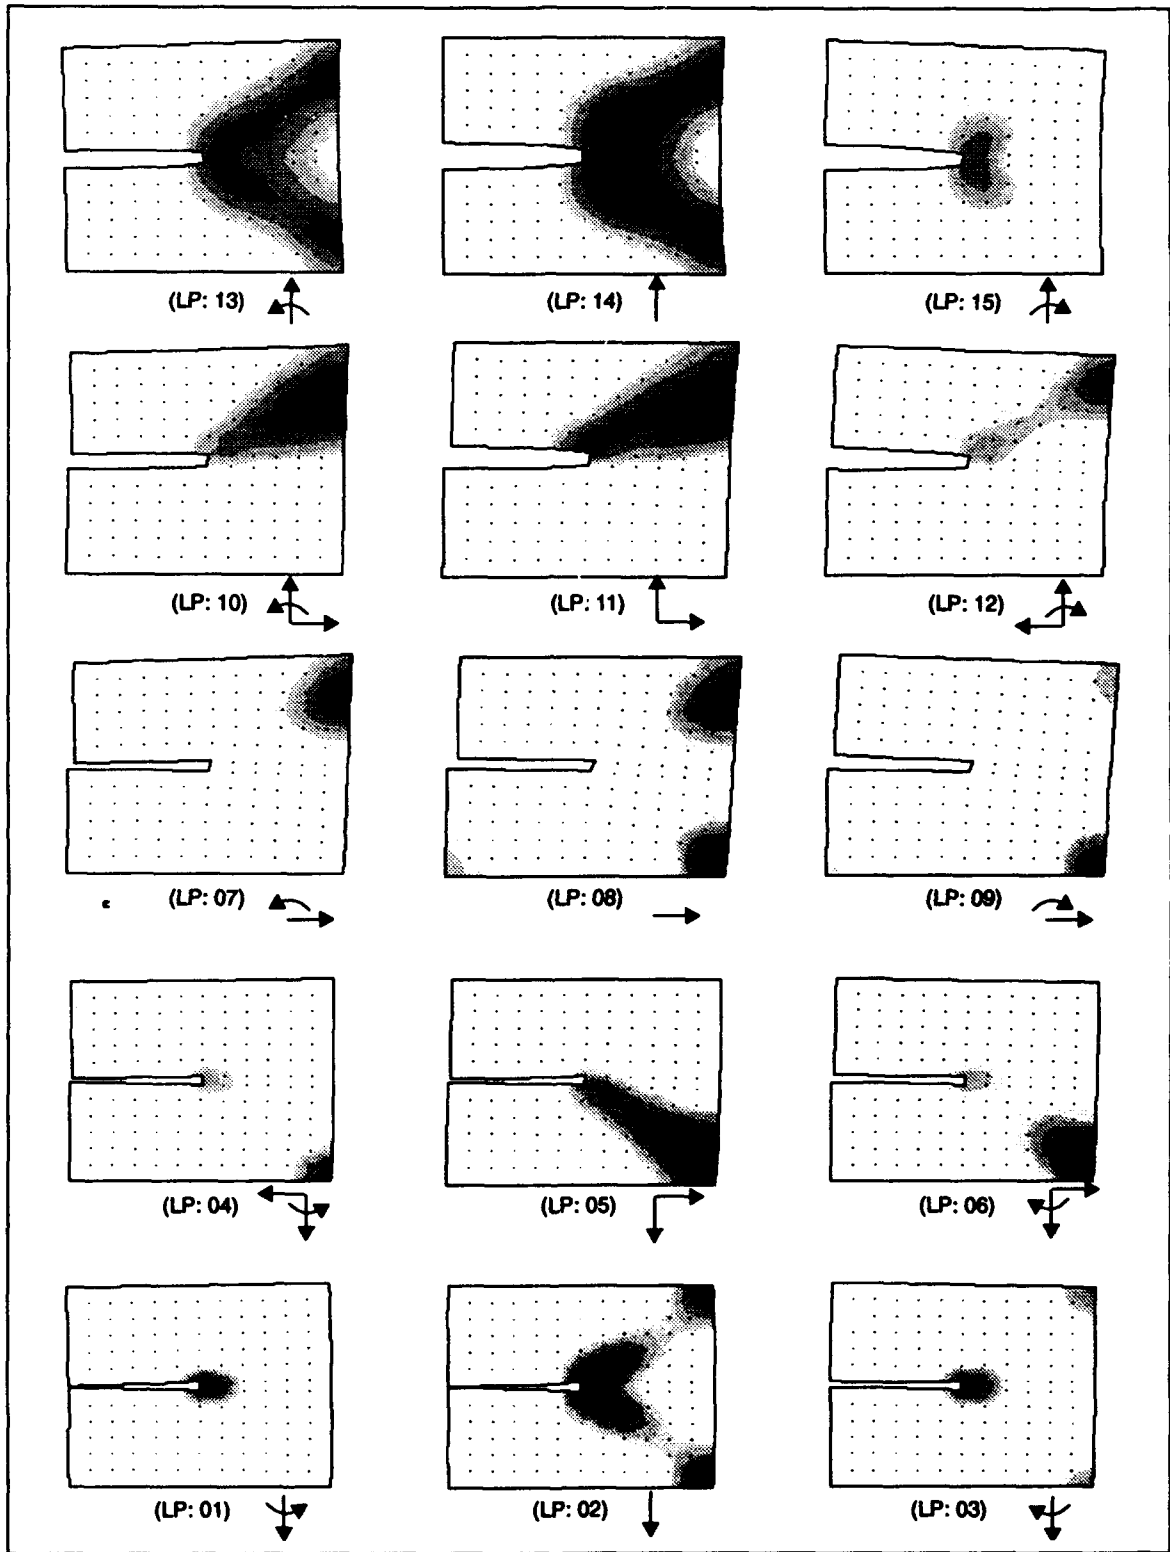 (LP: 13) (LP: 14) (LP: 15)
(LP: 10) (LP: 11) (LP: 12)
(LP: 07) (LP: 08) (LP: 09)
(LP: 04) (LP: 05) (LP: 06)
(LP: 01) (LP: 02) (LP: 03)